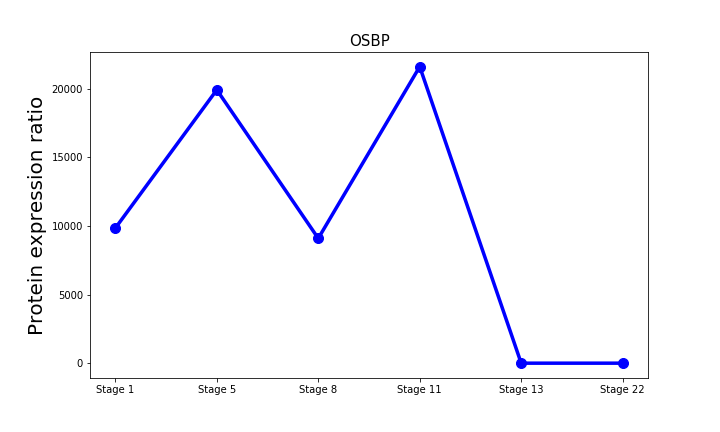 OSBP
Protein expression ratio
20000
15000
10000
5000
0
Stage 1 Stage 5 Stage 8 Stage 11 Stage 13 Stage 22